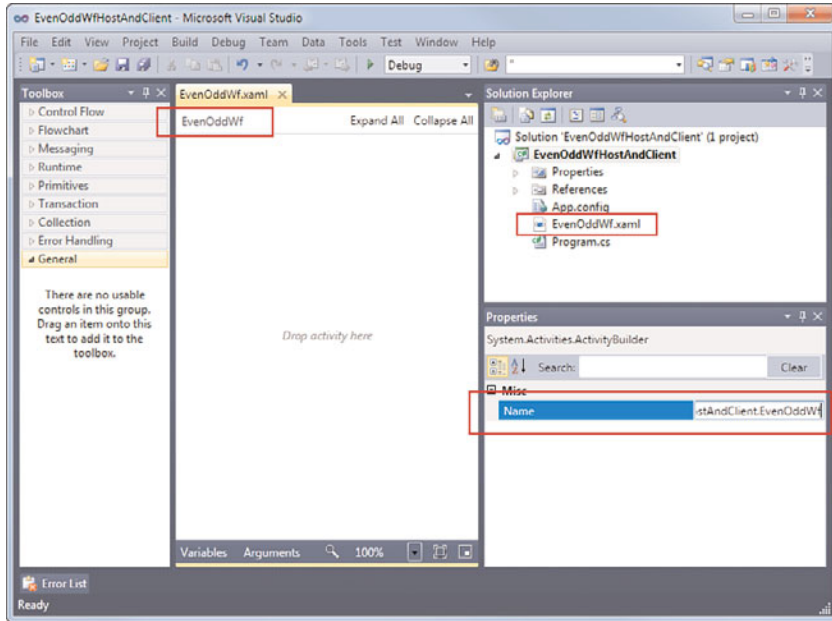 EvenOddWfHostAndClient - Microsoft Visual Studio
File Edit View Project Build Debug Team Data Tools Test Window Help
Debug
Toolbox
Control Flow
Flowchart
Messaging
Runtime
Primitives
Transaction
Collection
Error Handling
General
There are no usable
controls in this group.
Drag an item onto this
text to add it to the
toolbox.
EvenOddWf.xaml
EvenOddWf
Expand All Collapse All
Drop activity here
Variables Arguments 100%
Solution Explorer
Solution 'EvenOddWfHostAndClient' (1 project)
EvenOddWfHostAndClient
Properties
References
App.config
EvenOddWf.xaml
Program.cs
Properties
System.Activities.ActivityBuilder
Search: Clear
Misc
Name stAndClient.EvenOddWf
Error List
Ready